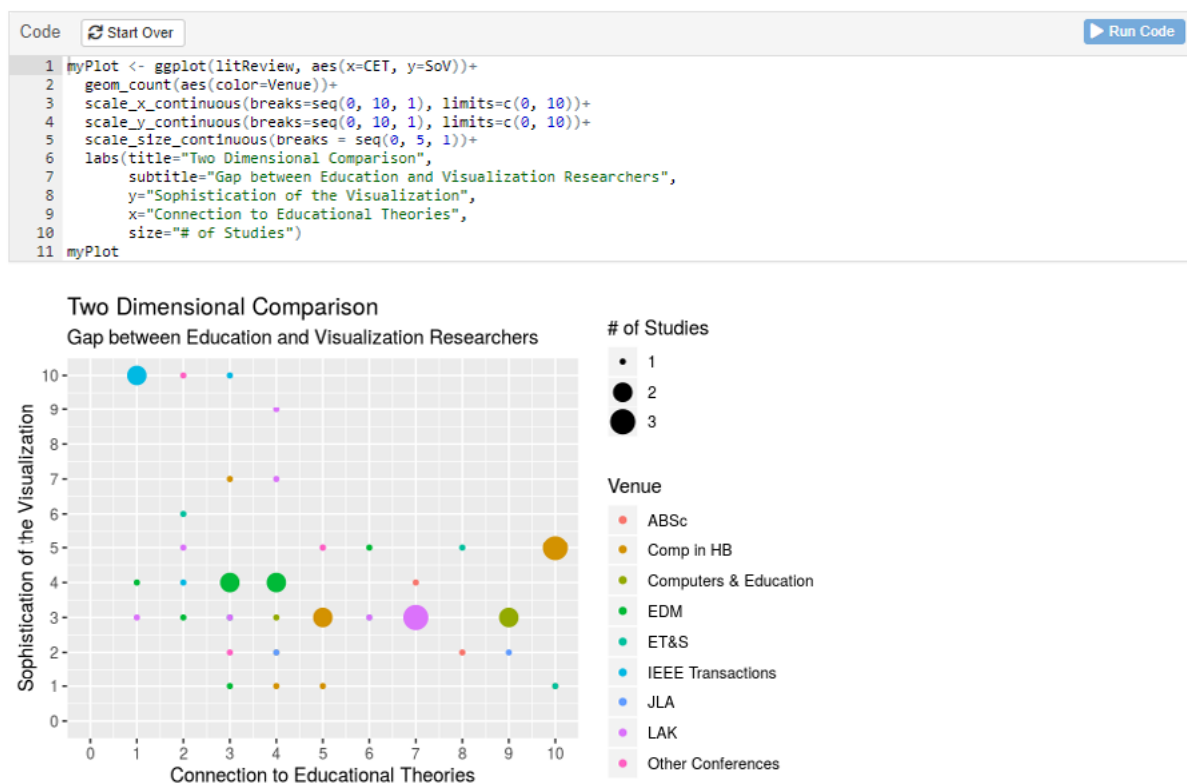 Code Start Over Run Code
1 myPlot <- ggplot(litReview, aes(x=CET, y=SoV))+
2 geom_count(aes(color=Venue))+
3 scale_x_continuous(breaks=seq(0, 10, 1), limits=c(0, 10))+
4 scale_y_continuous(breaks=seq(0, 10, 1), limits=c(0, 10))+
5 scale_size_continuous(breaks = seq(0, 5, 1))+
6 labs(title="Two Dimensional Comparison",
7 subtitle="Gap between Education and Visualization Researchers",
8 y="Sophistication of the Visualization",
9 x="Connection to Educational Theories",
10 size="# of Studies")
11 myPlot
Two Dimensional Comparison
Gap between Education and Visualization Researchers
Sophistication of the Visualization
10
9
8
7
6
5
4
3
2
1
0
0 1 2 3 4 5 6 7 8 9 10
Connection to Educational Theories
# of Studies
1
2
3
Venue
ABSc
Comp in HB
Computers & Education
EDM
ET&S
IEEE Transactions
JLA
LAK
Other Conferences